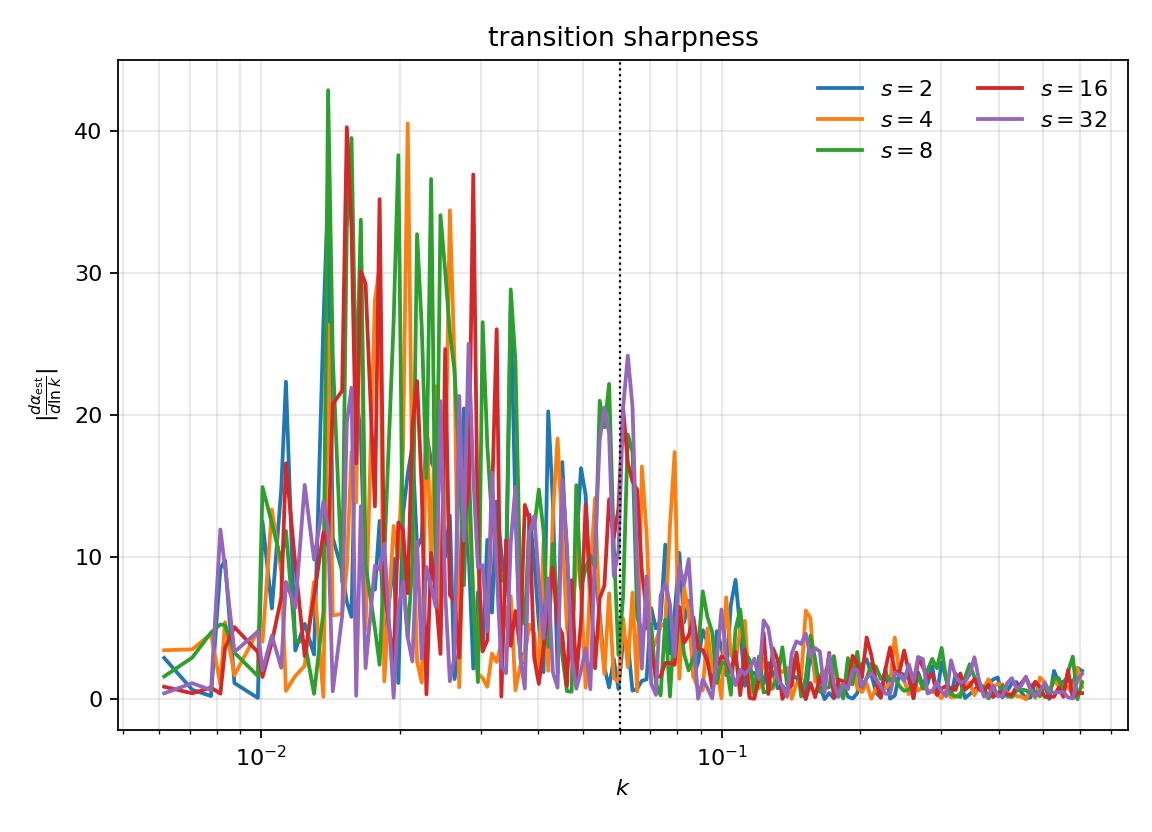 transition sharpness
s = 2
s = 4
s = 8
s = 16
s = 32
40
30
20
10
0
|dα_est/d ln k|
10⁻²
10⁻¹
k